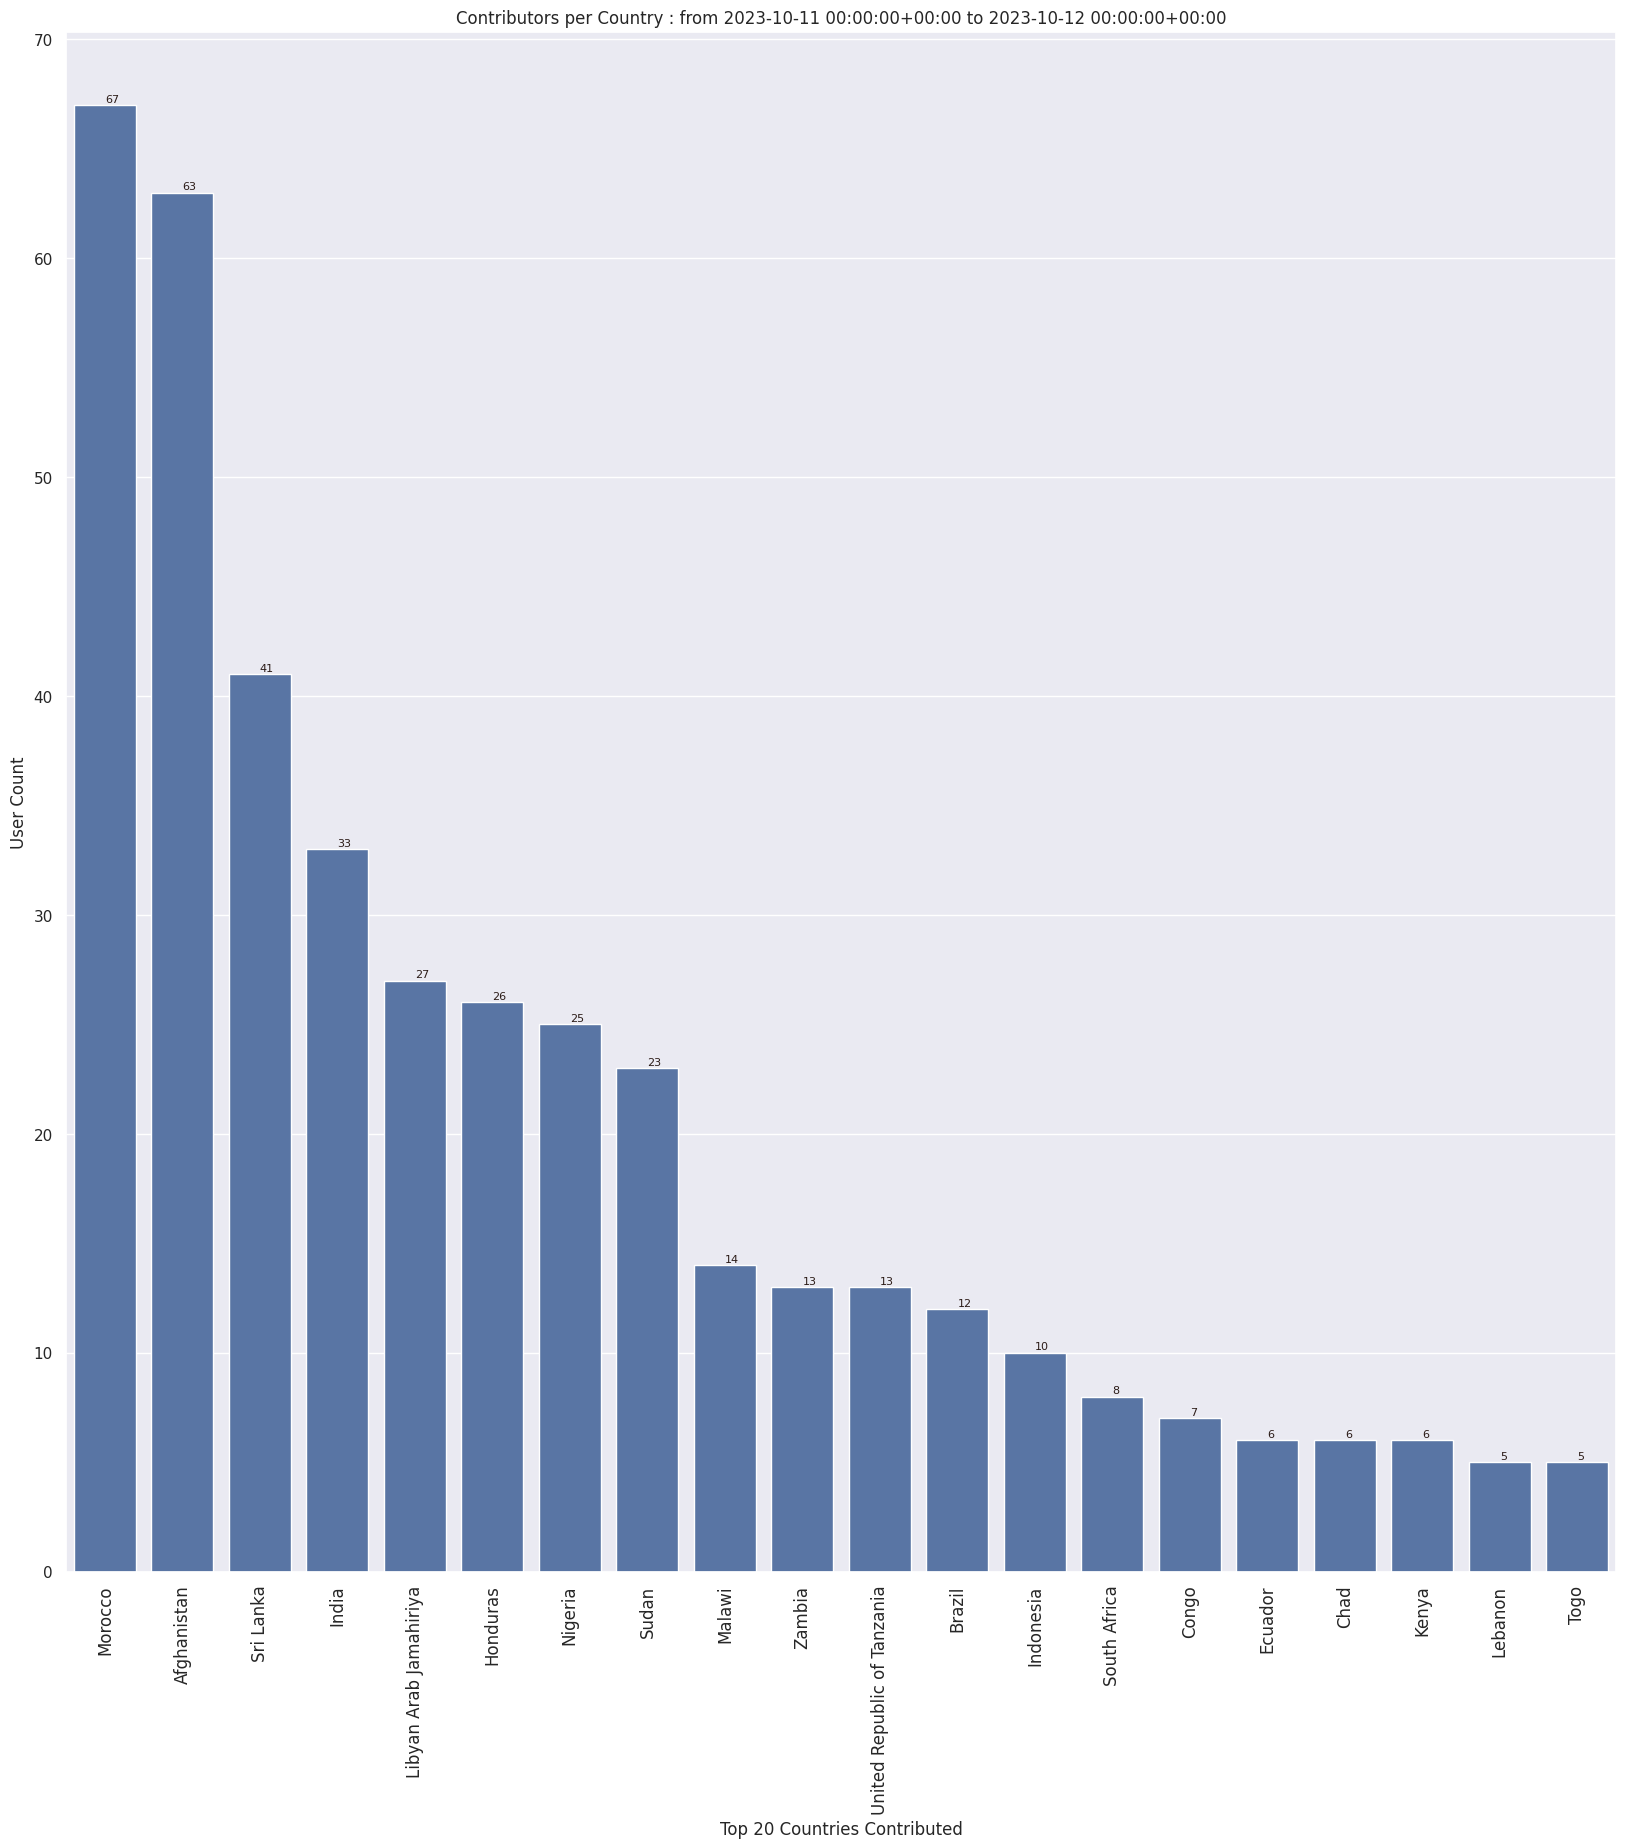 Contributors per Country : from 2023-10-11 00:00:00+00:00 to 2023-10-12 00:00:00+00:00
User Count
70
60
50
40
30
20
10
0
67
63
41
33
27
26
25
23
14
13
13
12
10
8
7
6
6
6
5
5
Morocco
Afghanistan
Sri Lanka
India
Libyan Arab Jamahiriya
Honduras
Nigeria
Sudan
Malawi
Zambia
United Republic of Tanzania
Brazil
Indonesia
South Africa
Congo
Ecuador
Chad
Kenya
Lebanon
Togo
Top 20 Countries Contributed